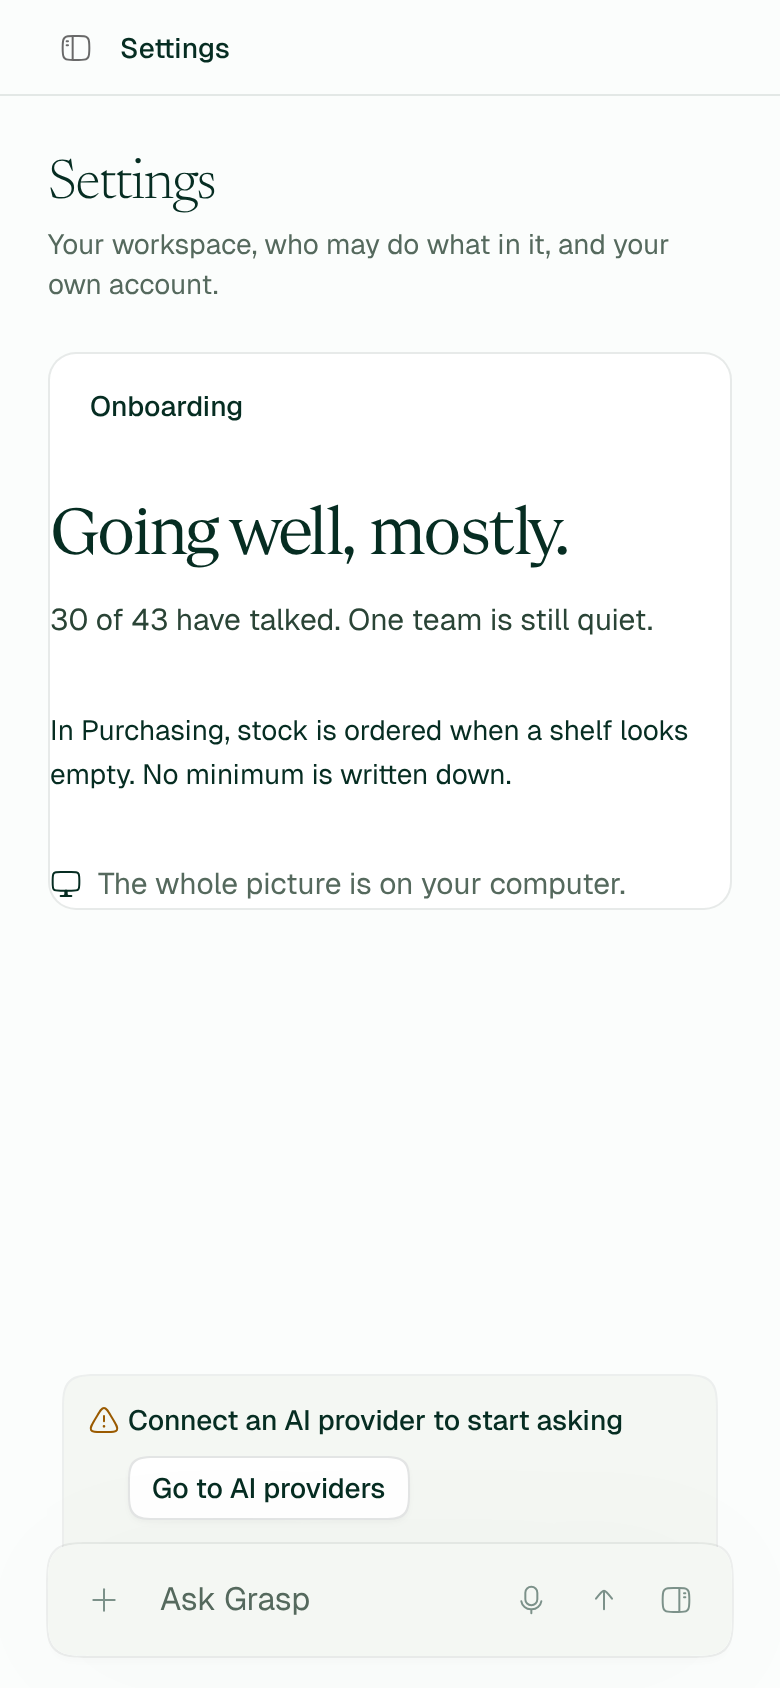 Settings
Settings
Your workspace, who may do what in it, and your
own account.
Onboarding
Going well, mostly.
30 of 43 have talked. One team is still quiet.
In Purchasing, stock is ordered when a shelf looks
empty. No minimum is written down.
The whole picture is on your computer.
Connect an AI provider to start asking
Go to AI providers
Ask Grasp